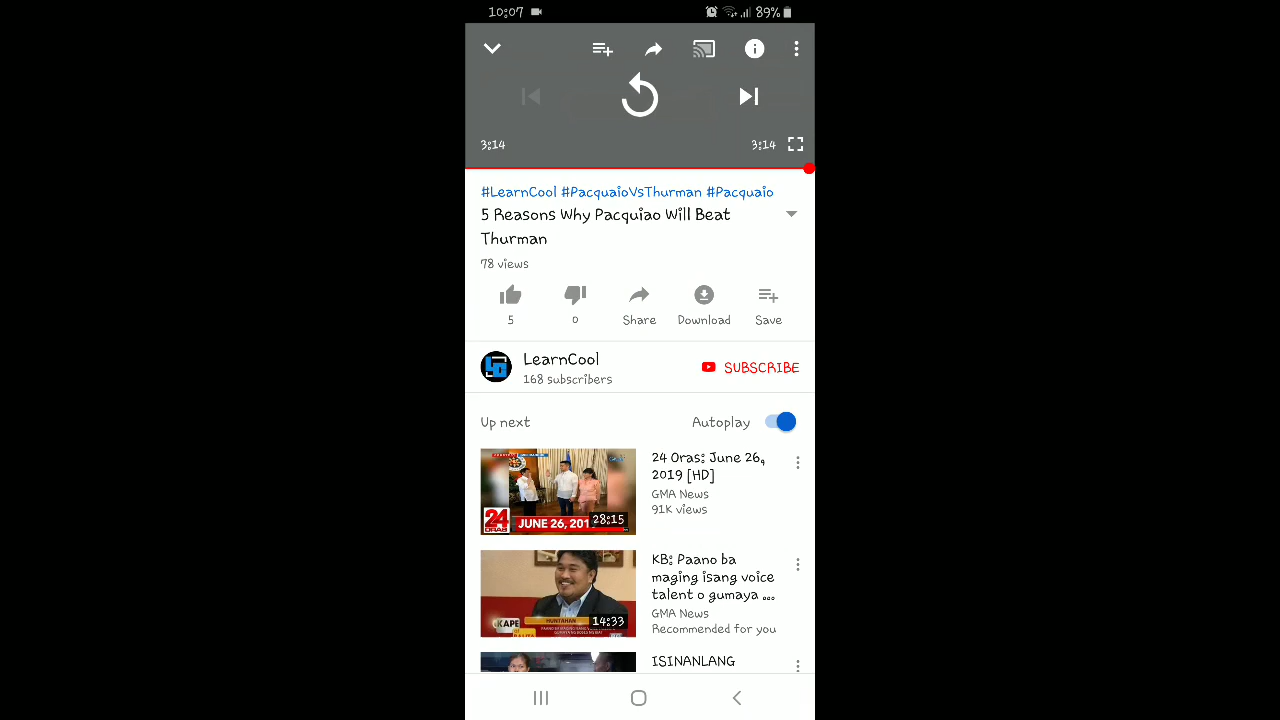 10:07
89%
3:14
3:14
#LearnCool #PacquaioVsThurman #Pacquaio
5 Reasons Why Pacquiao Will Beat
Thurman
78 views
5
0
Share
Download
Save
LearnCool
168 subscribers
SUBSCRIBE
Up next
Autoplay
24
ORAS
JUNE 26, 201
28:15
24 Oras: June 26,
2019 [HD]
GMA News
91K views
KAPE
HUNTAHAN
14:33
KB: Paano ba
maging isang voice
talent o gumaya ...
GMA News
Recommended for you
ISINANLANG